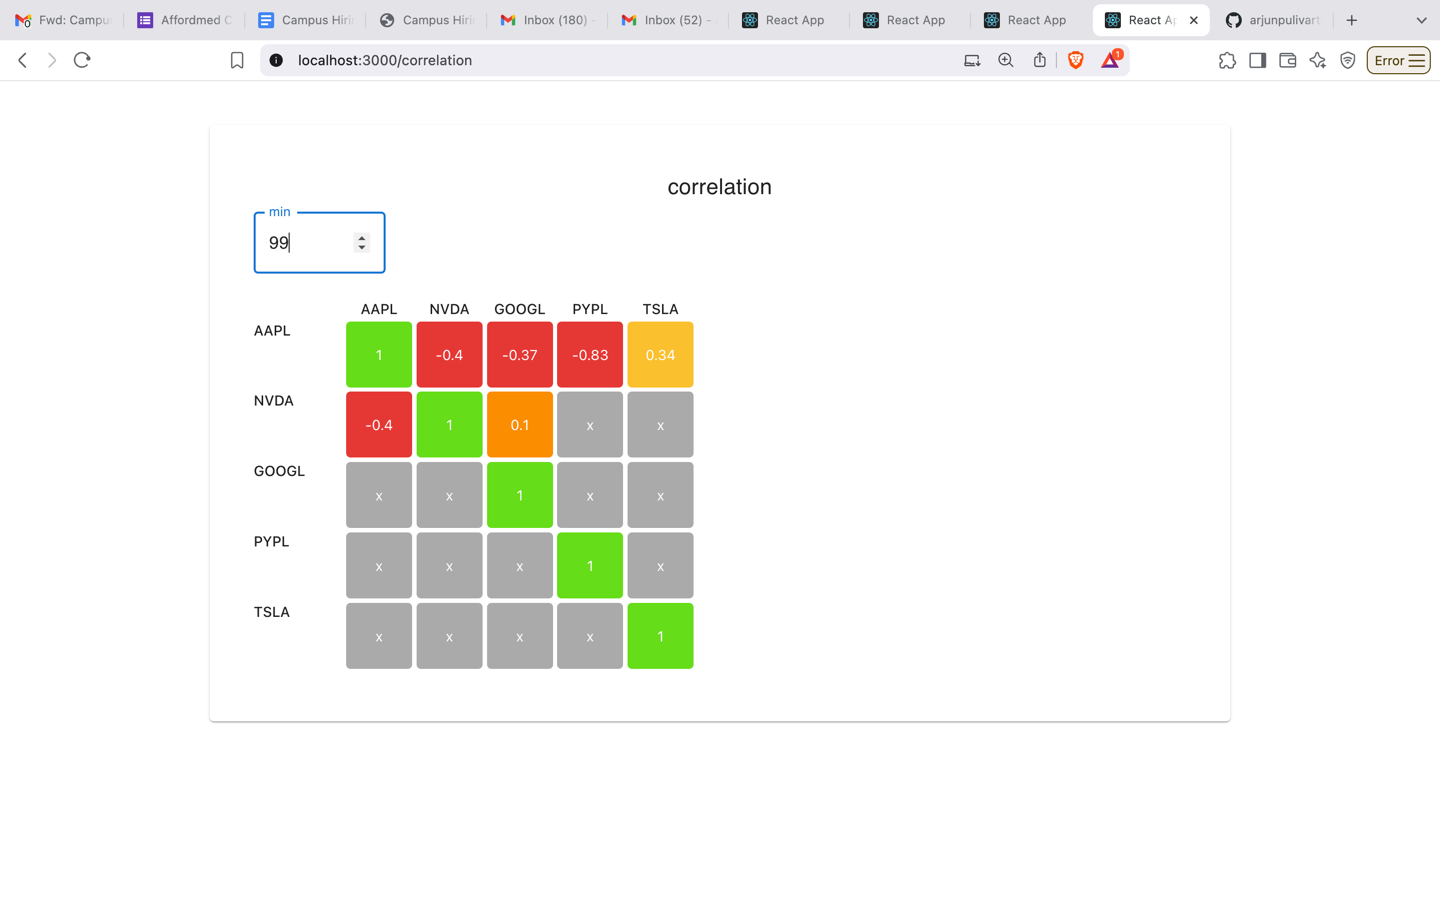 Fwd: Campu
Affordmed C
Campus Hiri
Campus Hirin
Inbox (180) -
Inbox (52) -
React App
React App
React App
React Ap
arjunpulivart
localhost:3000/correlation
1
Error
correlation
min
99
AAPL NVDA GOOGL PYPL TSLA
AAPL 1 -0.4 -0.37 -0.83 0.34
NVDA -0.4 1 0.1 x x
GOOGL x x 1 x x
PYPL x x x 1 x
TSLA x x x x 1